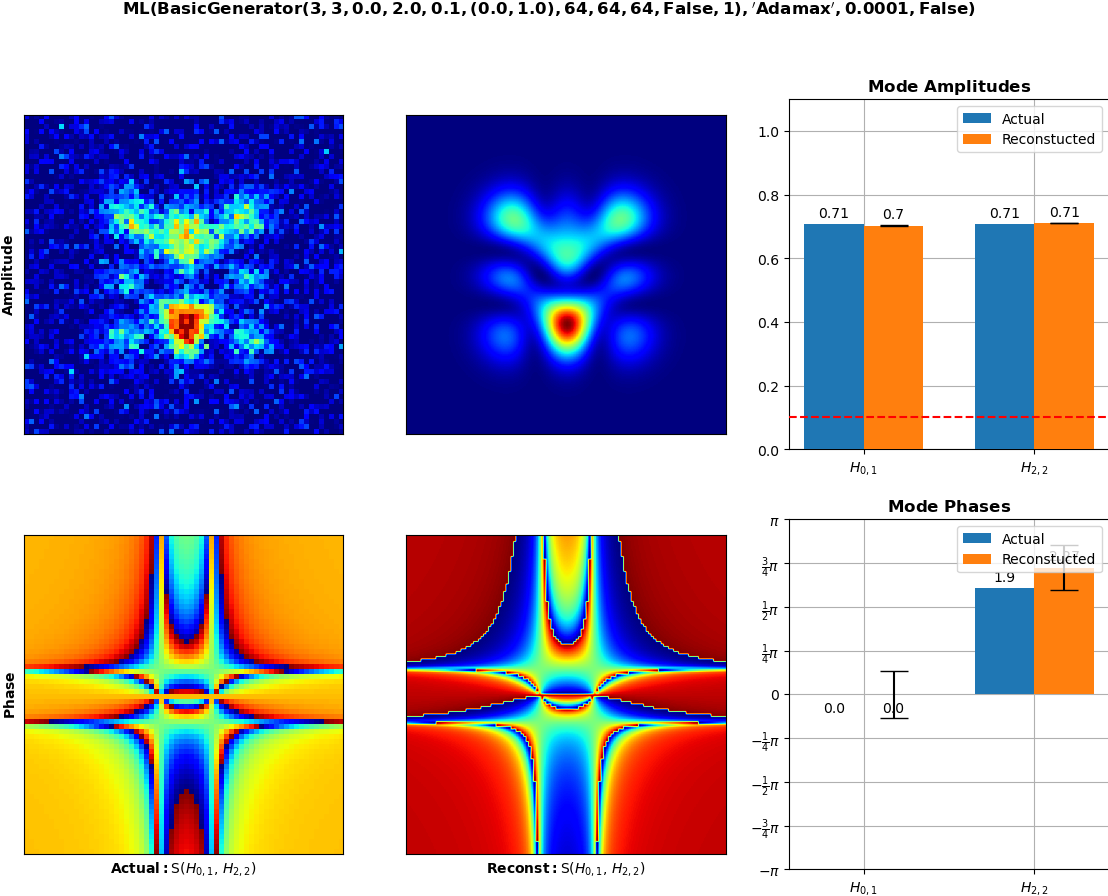 ML(BasicGenerator(3, 3, 0.0, 2.0, 0.1, (0.0, 1.0), 64, 64, 64, False, 1), ′Adamax′, 0.0001, False)
Amplitude
Mode Amplitudes
Actual
Reconstucted
1.0
0.8
0.6
0.4
0.2
0.0
0.71
0.7
0.71
0.71
H0, 1
H2, 2
Phase
Actual: S(H0, 1, H2, 2)
Reconst: S(H0, 1, H2, 2)
Mode Phases
Actual
Reconstucted
π
3/4π
1/2π
1/4π
0
−1/4π
−1/2π
−3/4π
−π
0.0
0.0
1.9
H0, 1
H2, 2